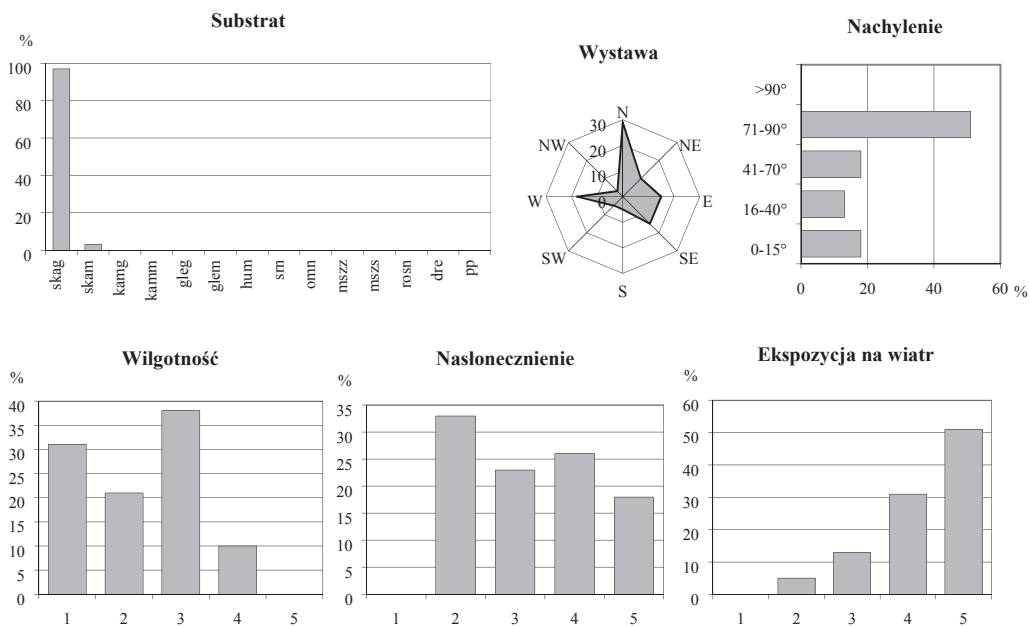 Substrat
%
100
80
60
40
20
0
skag
skam
kamg
kamm
gleg
glem
hum
srn
omn
mszz
mszs
rosn
dre
pp
Wystawa
N
NE
E
SE
S
SW
W
NW
30
20
10
0
Nachylenie
>90°
71-90°
41-70°
16-40°
0-15°
0 20 40 60 %
Wilgotność
%
40
35
30
25
20
15
10
5
0
1 2 3 4 5
Nasłonecznienie
%
35
30
25
20
15
10
5
0
1 2 3 4 5
Ekspozycja na wiatr
%
60
50
40
30
20
10
0
1 2 3 4 5